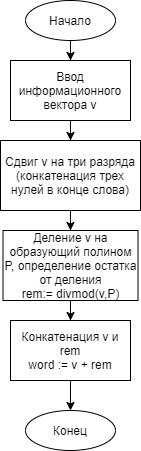 Начало
Ввод
информационного
вектора v
Сдвиг v на три разряда
(конкатенация трех
нулей в конце слова)
Деление v на
образующий полином
P, определение остатка
от деления
rem:= divmod(v,P)
Конкатенация v и
rem
word := v + rem
Конец